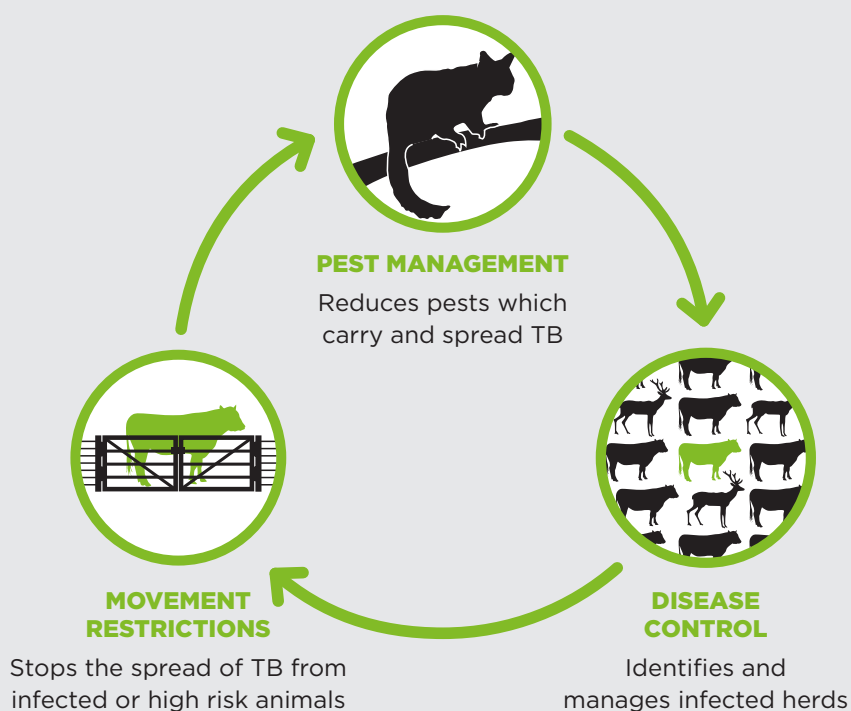 PEST MANAGEMENT
Reduces pests which
carry and spread TB
MOVEMENT
RESTRICTIONS
Stops the spread of TB from
infected or high risk animals
DISEASE
CONTROL
Identifies and
manages infected herds